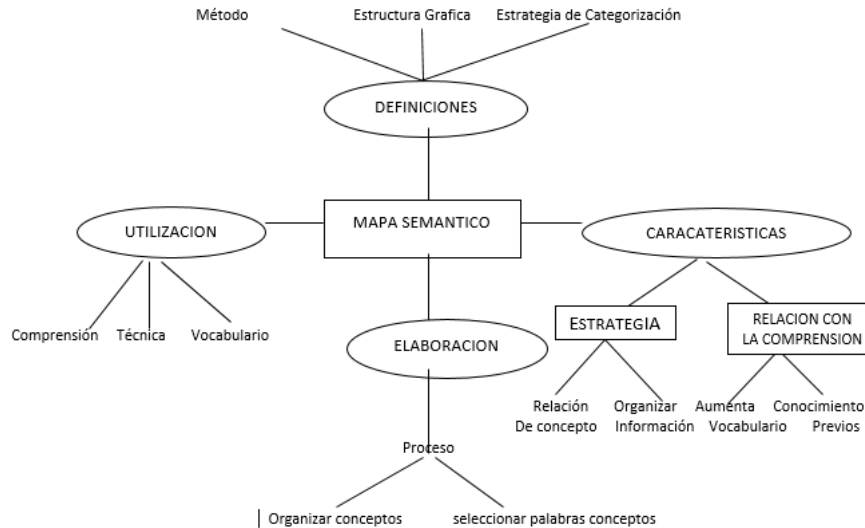 Método Estructura Grafica Estrategia de Categorización
DEFINICIONES
MAPA SEMANTICO
UTILIZACION
CARACATERISTICAS
Comprensión Técnica Vocabulario
ELABORACION
ESTRATEGIA
RELACION CON
LA COMPRENSION
Relación
De concepto
Organizar
Información
Aumenta
Vocabulario
Conocimiento
Previos
Proceso
Organizar conceptos seleccionar palabras conceptos